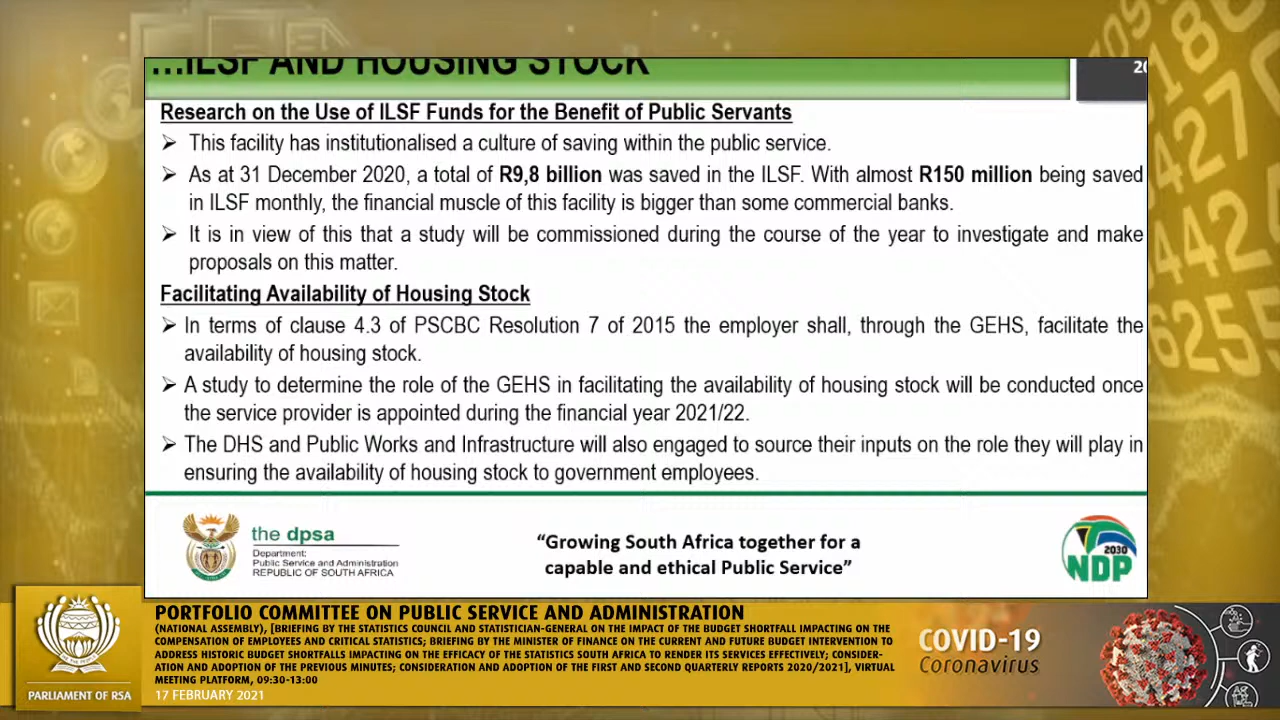 ...ILSF AND HOUSING STOCK
20
Research on the Use of ILSF Funds for the Benefit of Public Servants
➢ This facility has institutionalised a culture of saving within the public service.
➢ As at 31 December 2020, a total of R9,8 billion was saved in the ILSF. With almost R150 million being saved
in ILSF monthly, the financial muscle of this facility is bigger than some commercial banks.
➢ It is in view of this that a study will be commissioned during the course of the year to investigate and make
proposals on this matter.
Facilitating Availability of Housing Stock
➢ In terms of clause 4.3 of PSCBC Resolution 7 of 2015 the employer shall, through the GEHS, facilitate the
availability of housing stock.
➢ A study to determine the role of the GEHS in facilitating the availability of housing stock will be conducted once
the service provider is appointed during the financial year 2021/22.
➢ The DHS and Public Works and Infrastructure will also engaged to source their inputs on the role they will play in
ensuring the availability of housing stock to government employees.
the dpsa
Department:
Public Service and Administration
REPUBLIC OF SOUTH AFRICA
“Growing South Africa together for a
capable and ethical Public Service”
2030
NDP
PORTFOLIO COMMITTEE ON PUBLIC SERVICE AND ADMINISTRATION
(NATIONAL ASSEMBLY), [BRIEFING BY THE STATISTICS COUNCIL AND STATISTICIAN-GENERAL ON THE IMPACT OF THE BUDGET SHORTFALL IMPACTING ON THE
COMPENSATION OF EMPLOYEES AND CRITICAL STATISTICS; BRIEFING BY THE MINISTER OF FINANCE ON THE CURRENT AND FUTURE BUDGET INTERVENTION TO
ADDRESS HISTORIC BUDGET SHORTFALLS IMPACTING ON THE EFFICACY OF THE STATISTICS SOUTH AFRICA TO RENDER ITS SERVICES EFFECTIVELY; CONSIDER-
ATION AND ADOPTION OF THE PREVIOUS MINUTES; CONSIDERATION AND ADOPTION OF THE FIRST AND SECOND QUARTERLY REPORTS 2020/2021], VIRTUAL
MEETING PLATFORM, 09:30-13:00
17 FEBRUARY 2021
PARLIAMENT OF RSA
COVID-19
Coronavirus